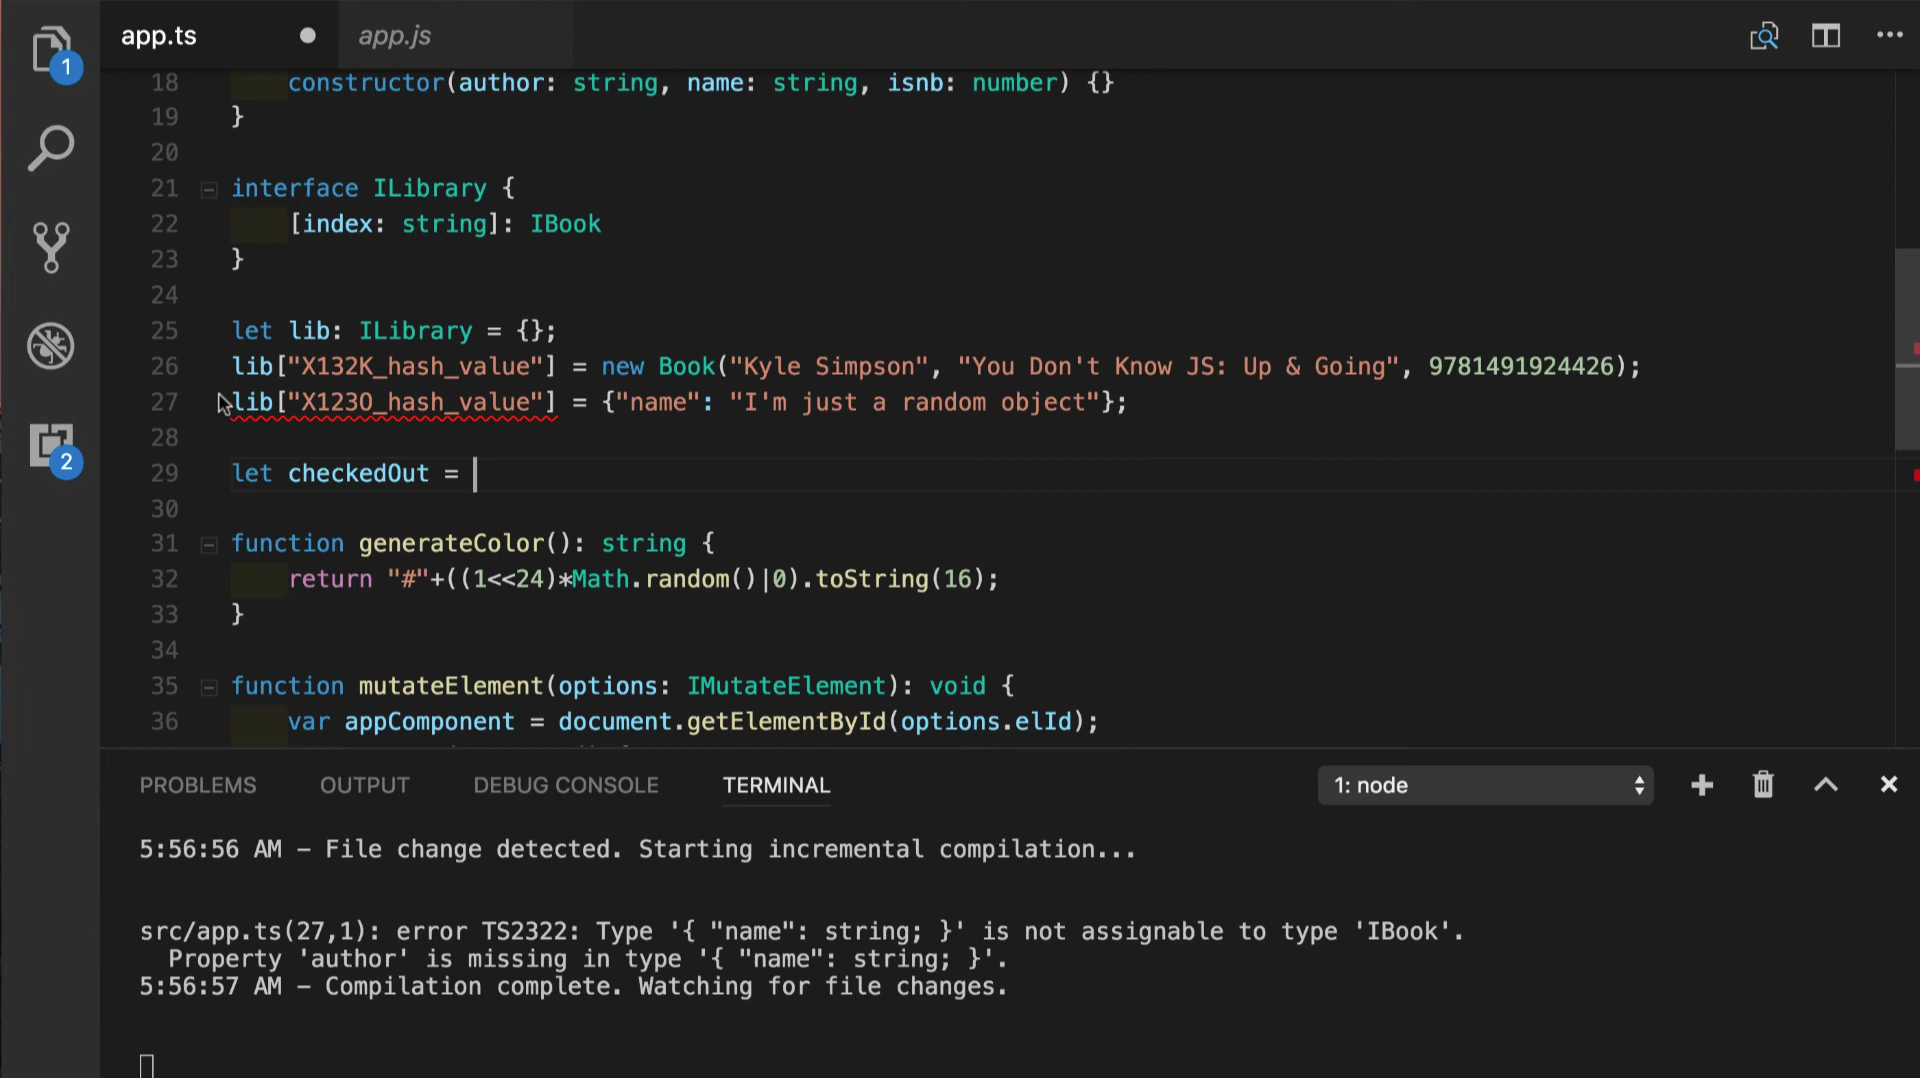 app.ts
app.js
1
18 constructor(author: string, name: string, isnb: number) {}
19 }
20
21 interface ILibrary {
22 [index: string]: IBook
23 }
24
25 let lib: ILibrary = {};
26 lib["X132K_hash_value"] = new Book("Kyle Simpson", "You Don't Know JS: Up & Going", 9781491924426);
27 lib["X123O_hash_value"] = {"name": "I'm just a random object"};
28
2
29 let checkedOut =
30
31 function generateColor(): string {
32 return "#"+((1<<24)*Math.random()|0).toString(16);
33 }
34
35 function mutateElement(options: IMutateElement): void {
36 var appComponent = document.getElementById(options.elId);
PROBLEMS OUTPUT DEBUG CONSOLE TERMINAL 1: node
5:56:56 AM – File change detected. Starting incremental compilation...
src/app.ts(27,1): error TS2322: Type '{ "name": string; }' is not assignable to type 'IBook'.
Property 'author' is missing in type '{ "name": string; }'.
5:56:57 AM – Compilation complete. Watching for file changes.